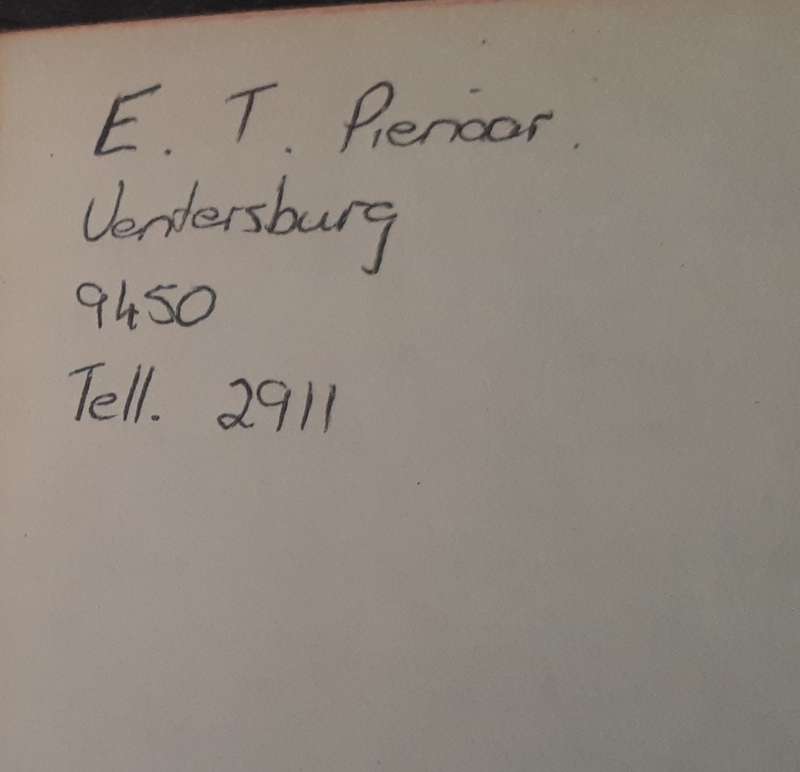 E. T. Pienaar.
Ventersburg
9450
Tell. 2911